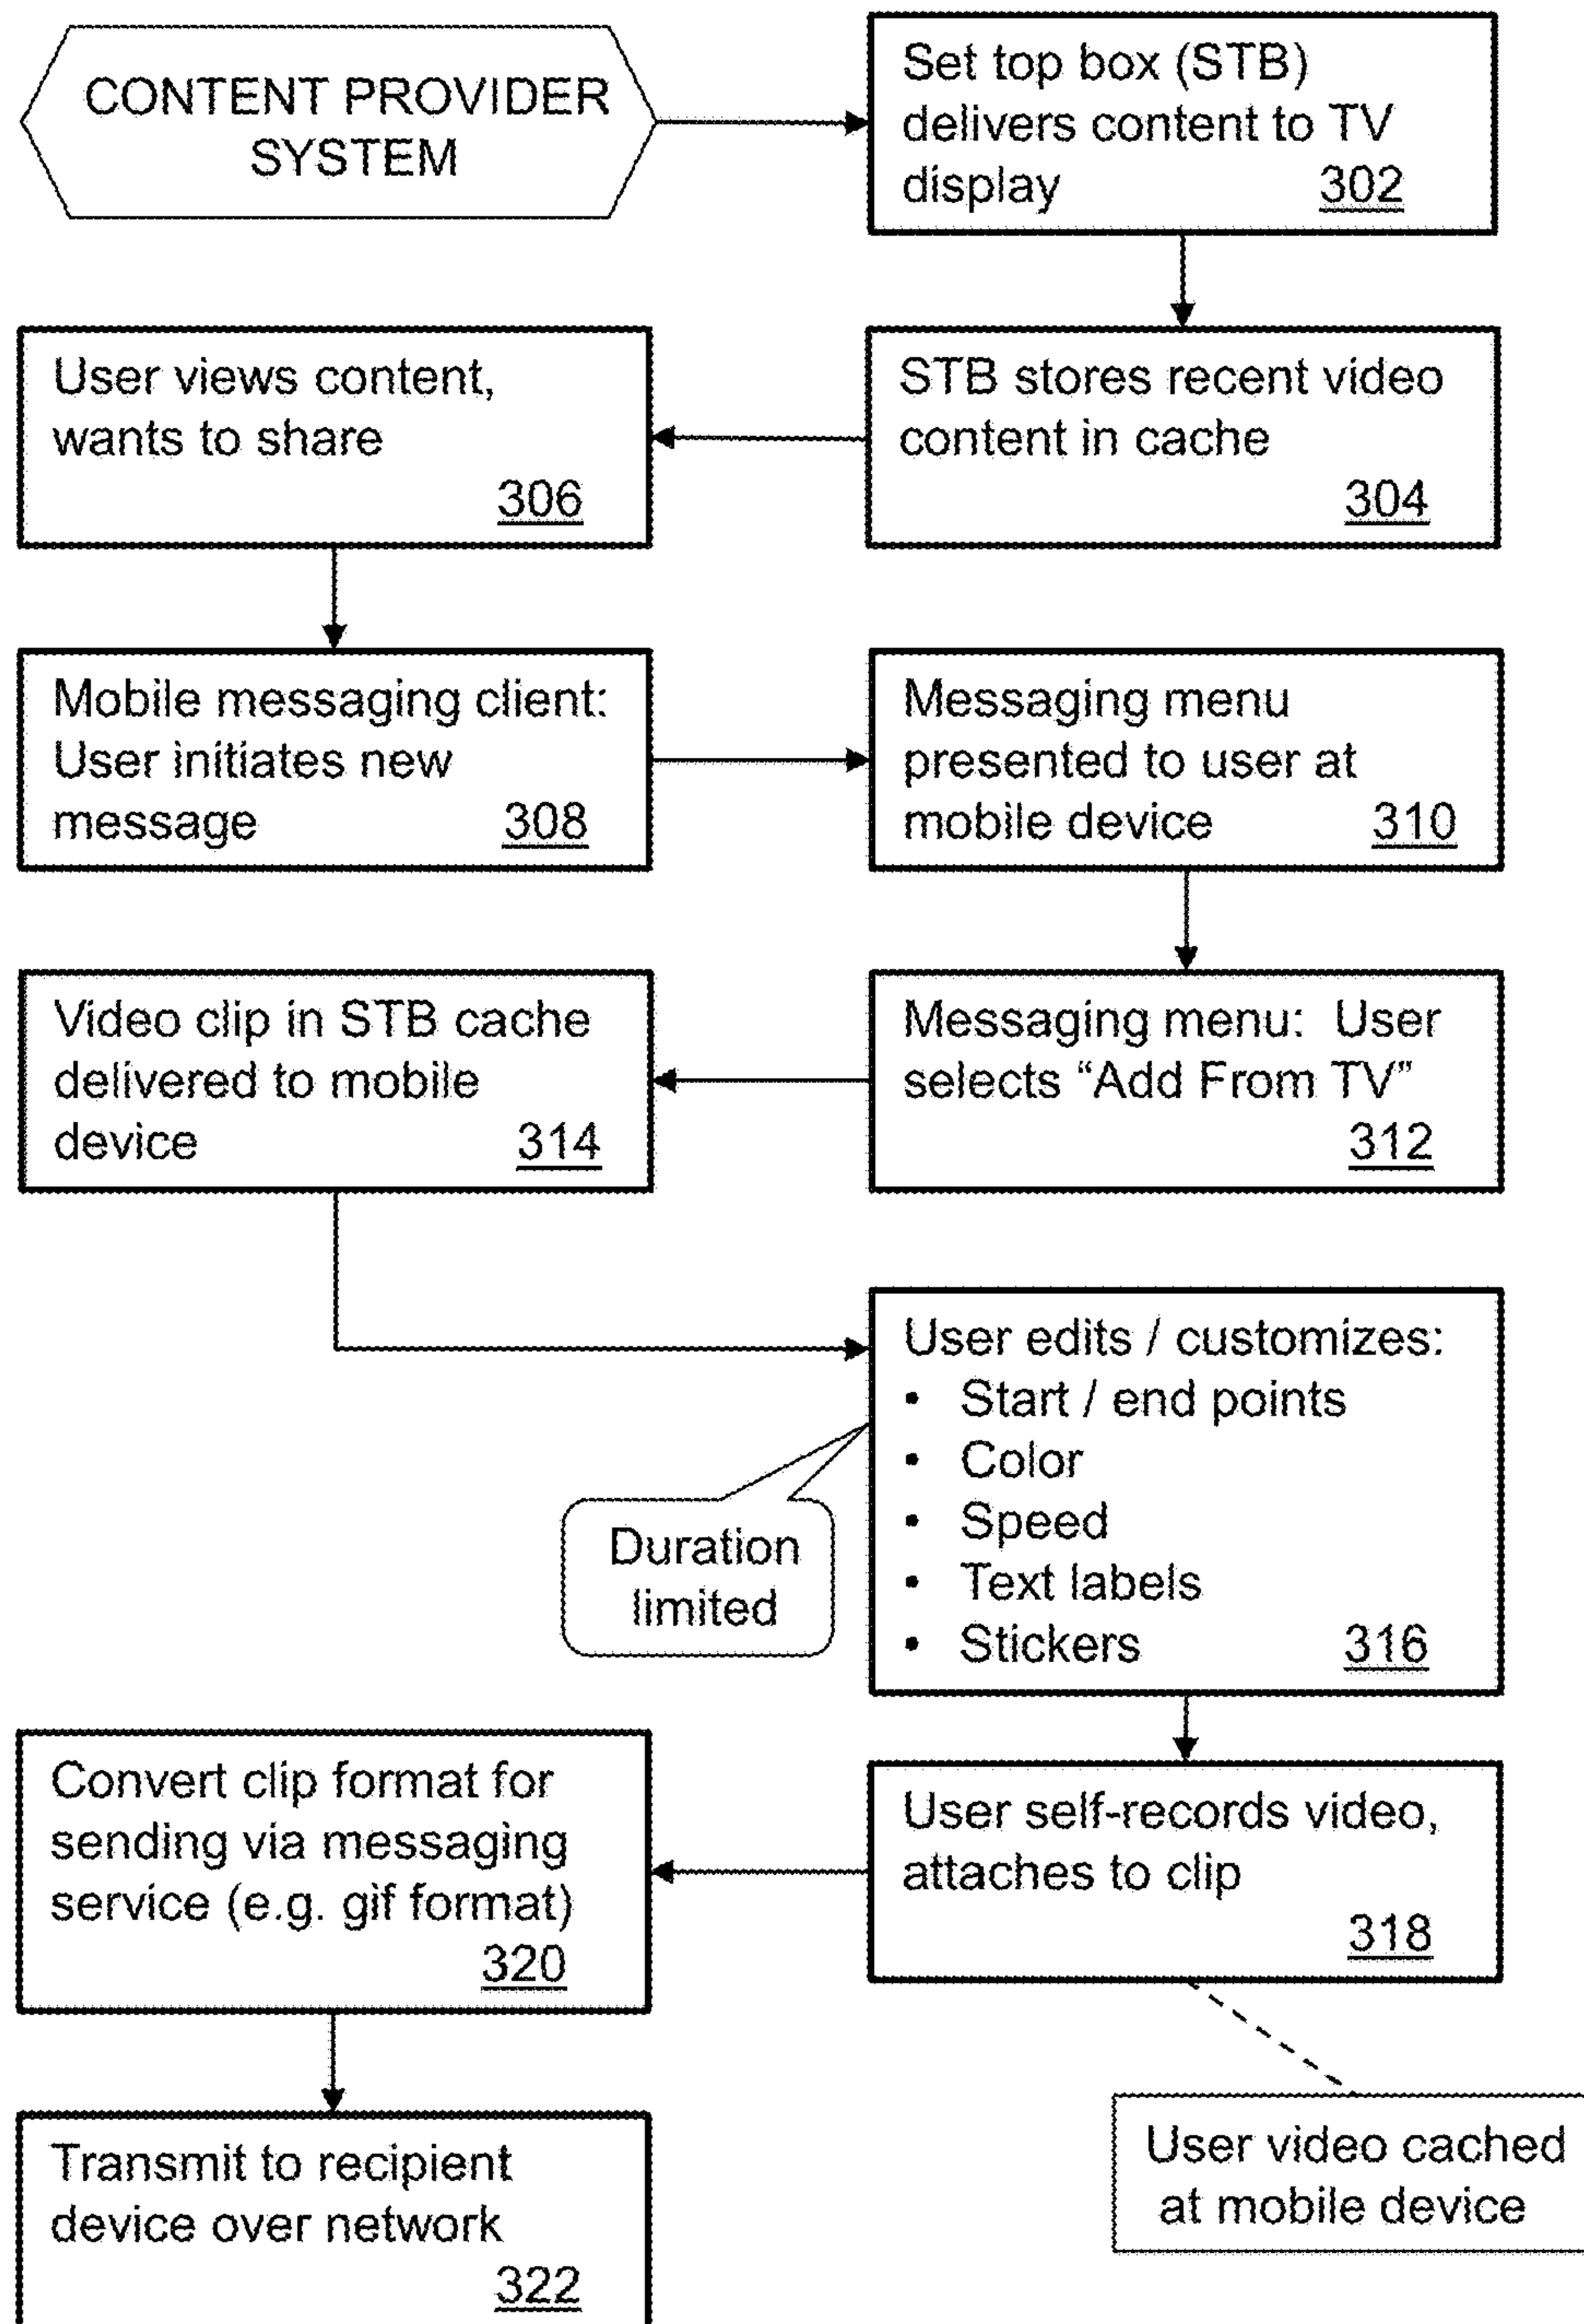 CONTENT PROVIDER
SYSTEM
Set top box (STB)
delivers content to TV
display 302
User views content,
wants to share
306
STB stores recent video
content in cache
304
Mobile messaging client:
User initiates new
message 308
Messaging menu
presented to user at
mobile device 310
Video clip in STB cache
delivered to mobile
device 314
Messaging menu: User
selects “Add From TV”
312
User edits / customizes:
• Start / end points
• Color
• Speed
• Text labels
• Stickers 316
Duration
limited
Convert clip format for
sending via messaging
service (e.g. gif format)
320
User self-records video,
attaches to clip
318
Transmit to recipient
device over network
322
User video cached
at mobile device